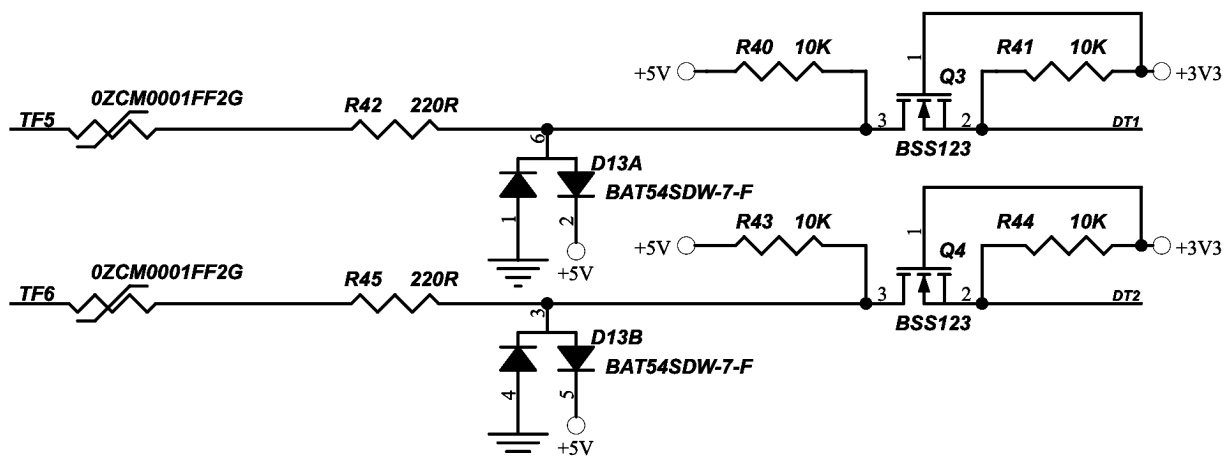 R40 10K
+5V
1
R41 10K
+3V3
Q3
0ZCM0001FF2G
R42 220R
TF5
6
3
2
DT1
BSS123
D13A
BAT54SDW-7-F
1
2
+5V
R43 10K
+5V
1
R44 10K
+3V3
Q4
0ZCM0001FF2G
R45 220R
TF6
3
3
2
DT2
BSS123
D13B
BAT54SDW-7-F
4
5
+5V